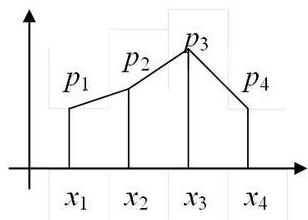 p₁ p₂ p₃ p₄
x₁ x₂ x₃ x₄